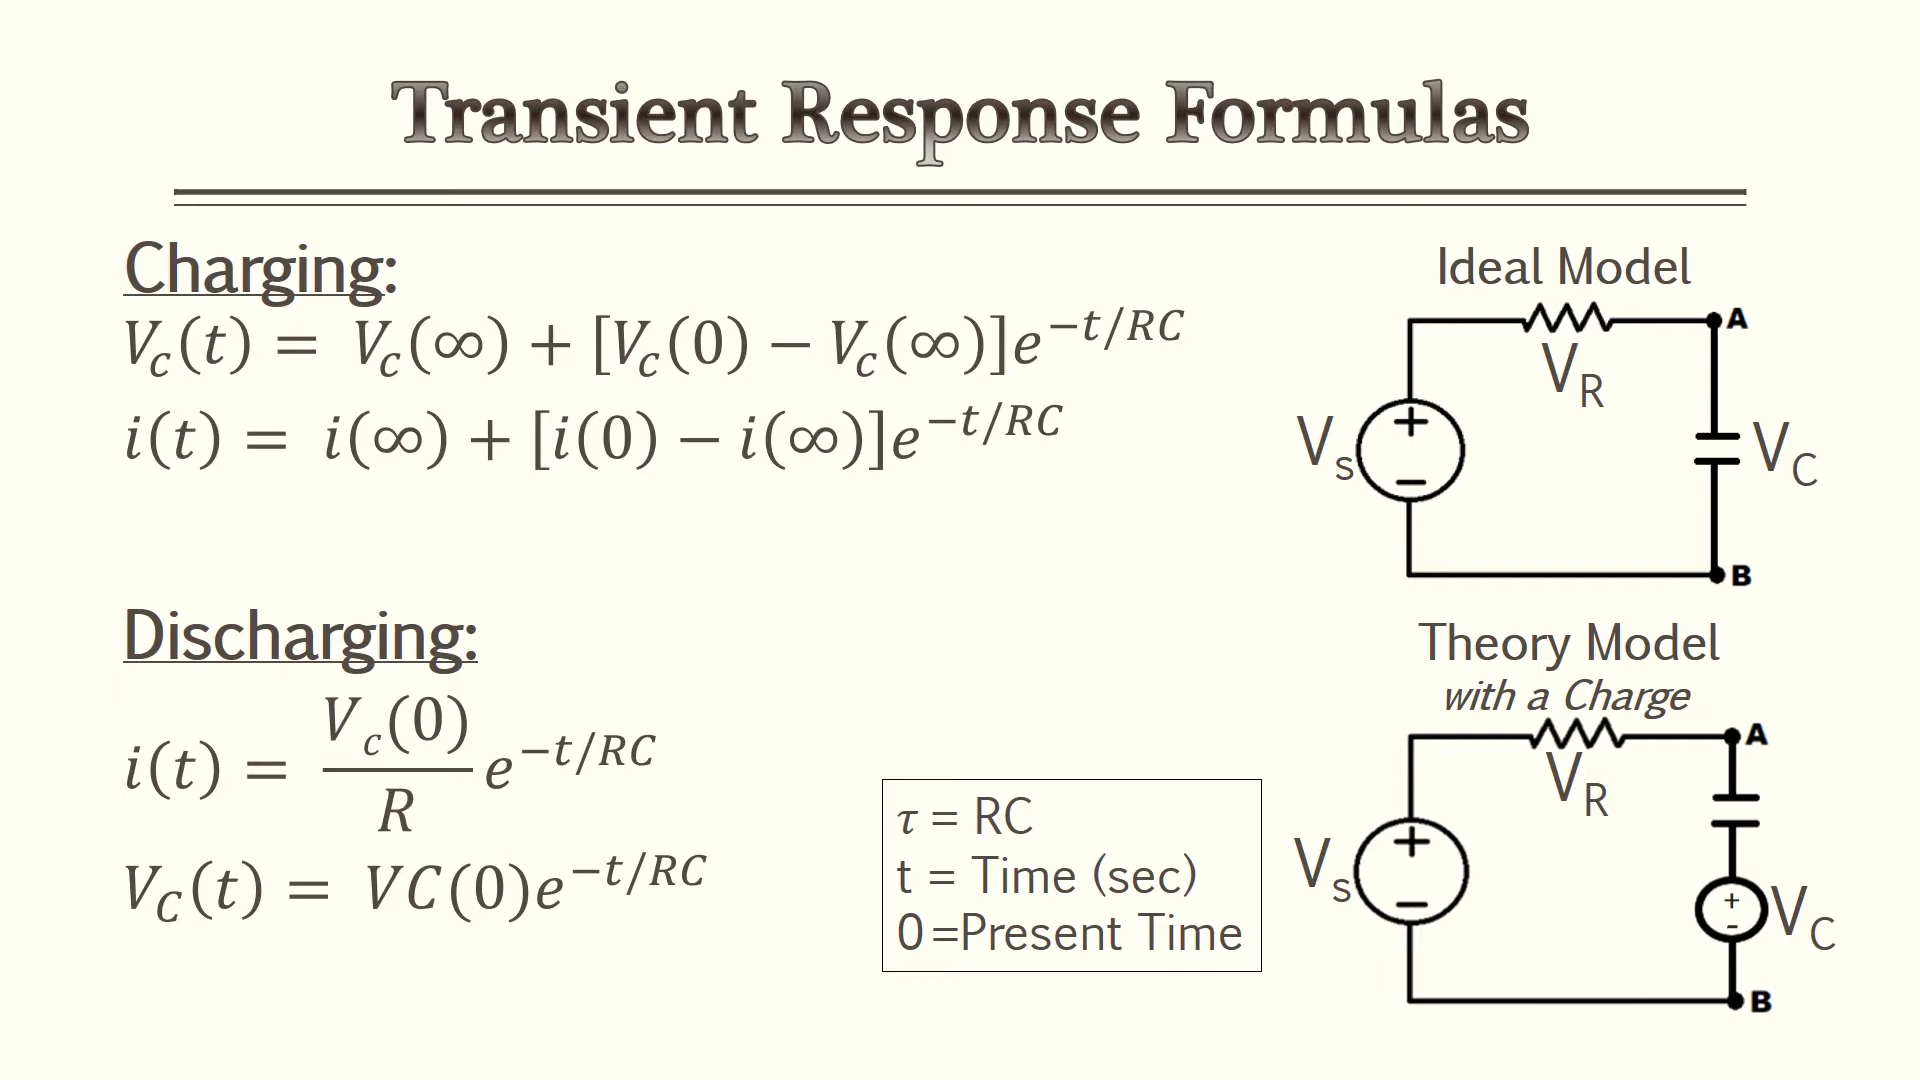 Transient Response Formulas
Charging:
V_c(t) = V_c(∞) + [V_c(0) − V_c(∞)]e^{−t/RC}
i(t) = i(∞) + [i(0) − i(∞)]e^{−t/RC}
Discharging:
i(t) = \frac{V_c(0)}{R} e^{−t/RC}
V_C(t) = VC(0)e^{−t/RC}
τ = RC
t = Time (sec)
0 =Present Time
Ideal Model
A
V_R
+
V_s
V_C
−
B
Theory Model
with a Charge
A
V_R
+
V_s
−
+
V_C
-
B